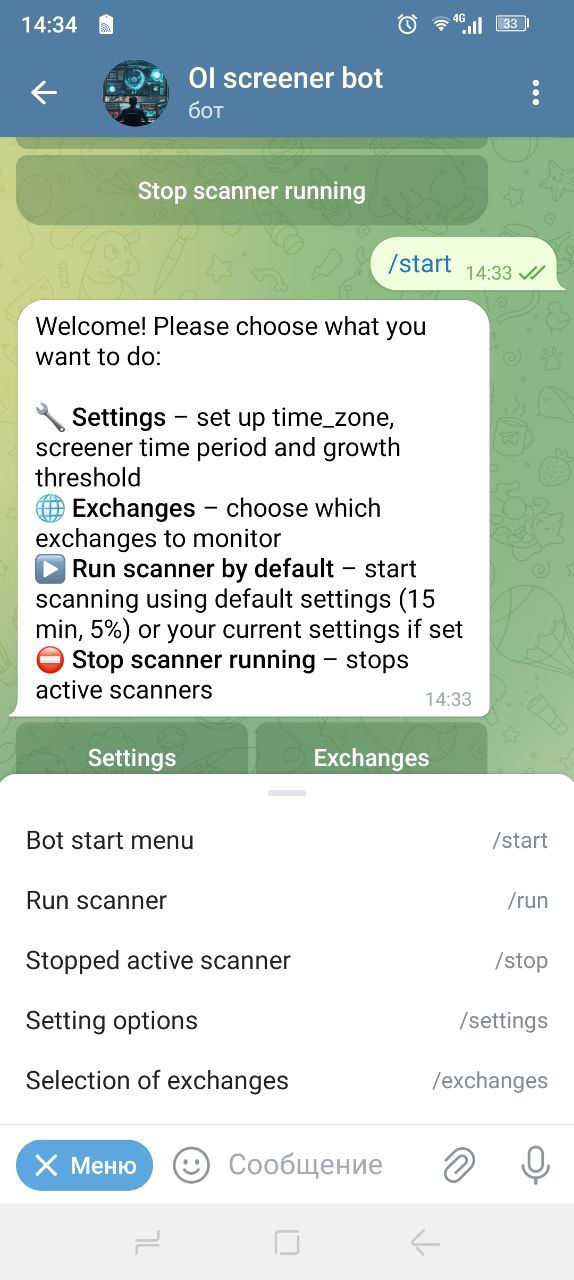 14:34
4G
33
OI screener bot
бот
Stop scanner running
/start 14:33
Welcome! Please choose what you
want to do:
🔧 Settings – set up time_zone,
screener time period and growth
threshold
🌐 Exchanges – choose which
exchanges to monitor
▶️ Run scanner by default – start
scanning using default settings (15
min, 5%) or your current settings if set
⛔ Stop scanner running – stops
active scanners
14:33
Settings
Exchanges
Bot start menu /start
Run scanner /run
Stopped active scanner /stop
Setting options /settings
Selection of exchanges /exchanges
Меню
Сообщение